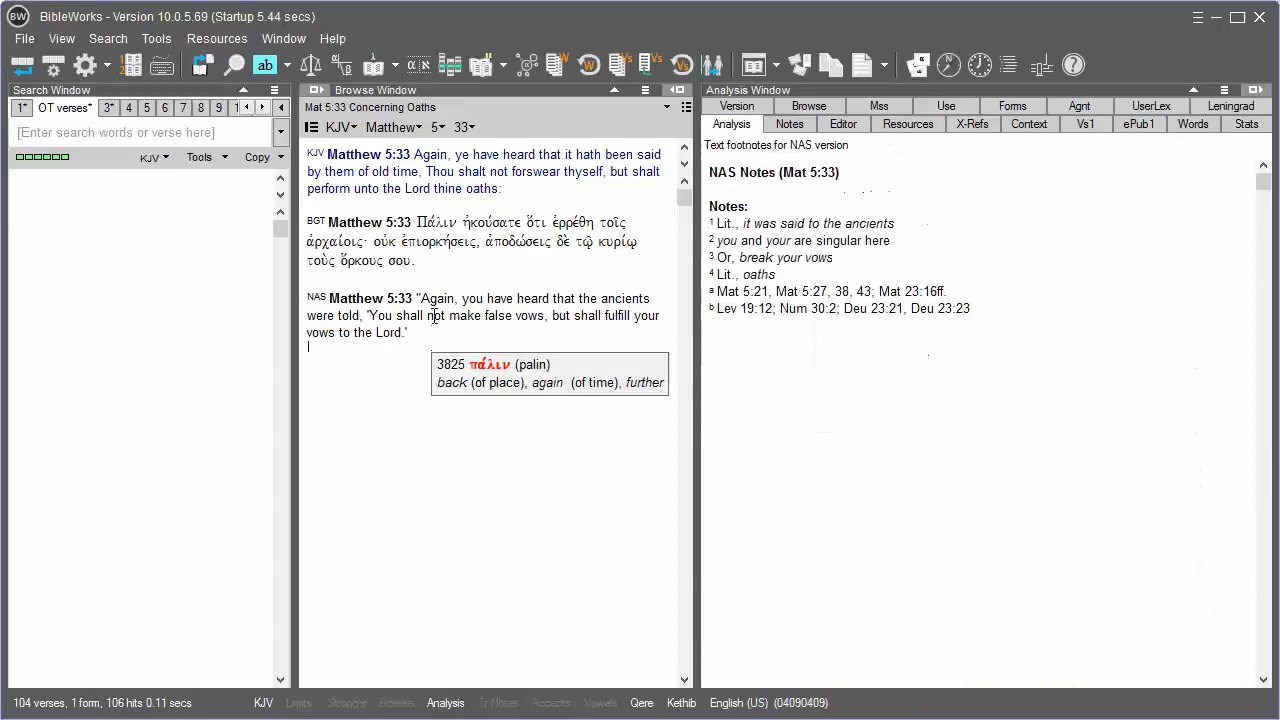 BW BibleWorks - Version 10.0.5.69 (Startup 5.44 secs)
File View Search Tools Resources Window Help
ab
Search Window
1* OT verses* 3* 4 5 6 7 8 9
[Enter search words or verse here]
KJV Tools Copy
Browse Window
Mat 5:33 Concerning Oaths
KJV Matthew 5 33
KJV Matthew 5:33 Again, ye have heard that it hath been said
by them of old time, Thou shalt not forswear thyself, but shalt
perform unto the Lord thine oaths:
BGT Matthew 5:33 Πάλιν ἠκούσατε ὅτι ἐρρέθη τοῖς
ἀρχαίοις· οὐκ ἐπιορκήσεις, ἀποδώσεις δὲ τῷ κυρίῳ
τοὺς ὅρκους σου.
NAS Matthew 5:33 "Again, you have heard that the ancients
were told, 'You shall not make false vows, but shall fulfill your
vows to the Lord.'
3825 πάλιν (palin)
back (of place), again (of time), further
Analysis Window
Version Browse Mss Use Forms Agnt UserLex Leningrad
Analysis Notes Editor Resources X-Refs Context Vs1 ePub1 Words Stats
Text footnotes for NAS version
NAS Notes (Mat 5:33)
Notes:
1 Lit., it was said to the ancients
2 you and your are singular here
3 Or, break your vows
4 Lit., oaths
a Mat 5:21, Mat 5:27, 38, 43; Mat 23:16ff.
b Lev 19:12; Num 30:2; Deu 23:21, Deu 23:23
104 verses, 1 form, 106 hits 0.11 secs KJV Limits Strongs Browse Analysis Tr Notes Accents Vowels Qere Kethib English (US) (04090409)